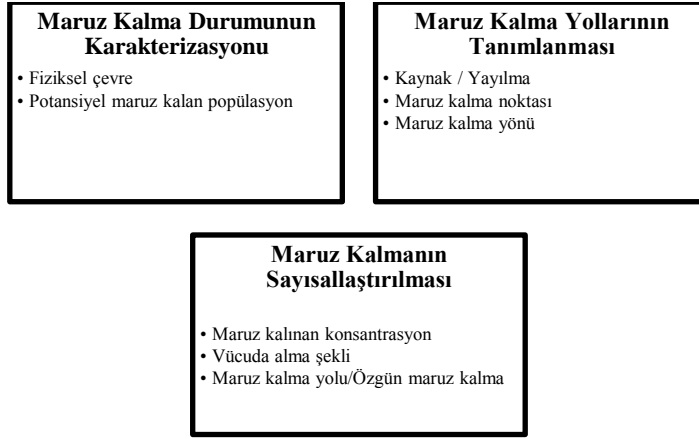 Maruz Kalma Durumunun
Karakterizasyonu
• Fiziksel çevre
• Potansiyel maruz kalan popülasyon
Maruz Kalma Yollarının
Tanımlanması
• Kaynak / Yayılma
• Maruz kalma noktası
• Maruz kalma yönü
Maruz Kalmanın
Sayısallaştırılması
• Maruz kalınan konsantrasyon
• Vücuda alma şekli
• Maruz kalma yolu/Özgün maruz kalma